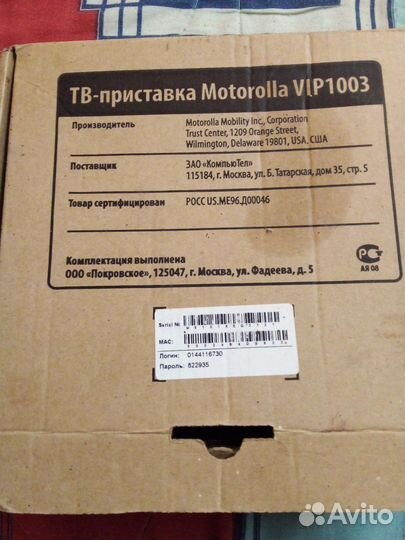 ТВ-приставка Motorolla VIP1003
Производитель Motorolla Mobility Inc., Corporation
Trust Center, 1209 Orange Street,
Wilmington, Delaware 19801, USA, США
Поставщик ЗАО «КомпьюТел»
115184, г. Москва, ул. Б. Татарская, дом 35, стр. 5
Товар сертифицирован РОСС US.ME96.Д00046
Комплектация выполнена
ООО «Покровское», 125047, г. Москва, ул. Фадеева, д. 5
АЯ 08
Serial №:
MAC:
Логин: 0144116730
Пароль: 822935
Avito